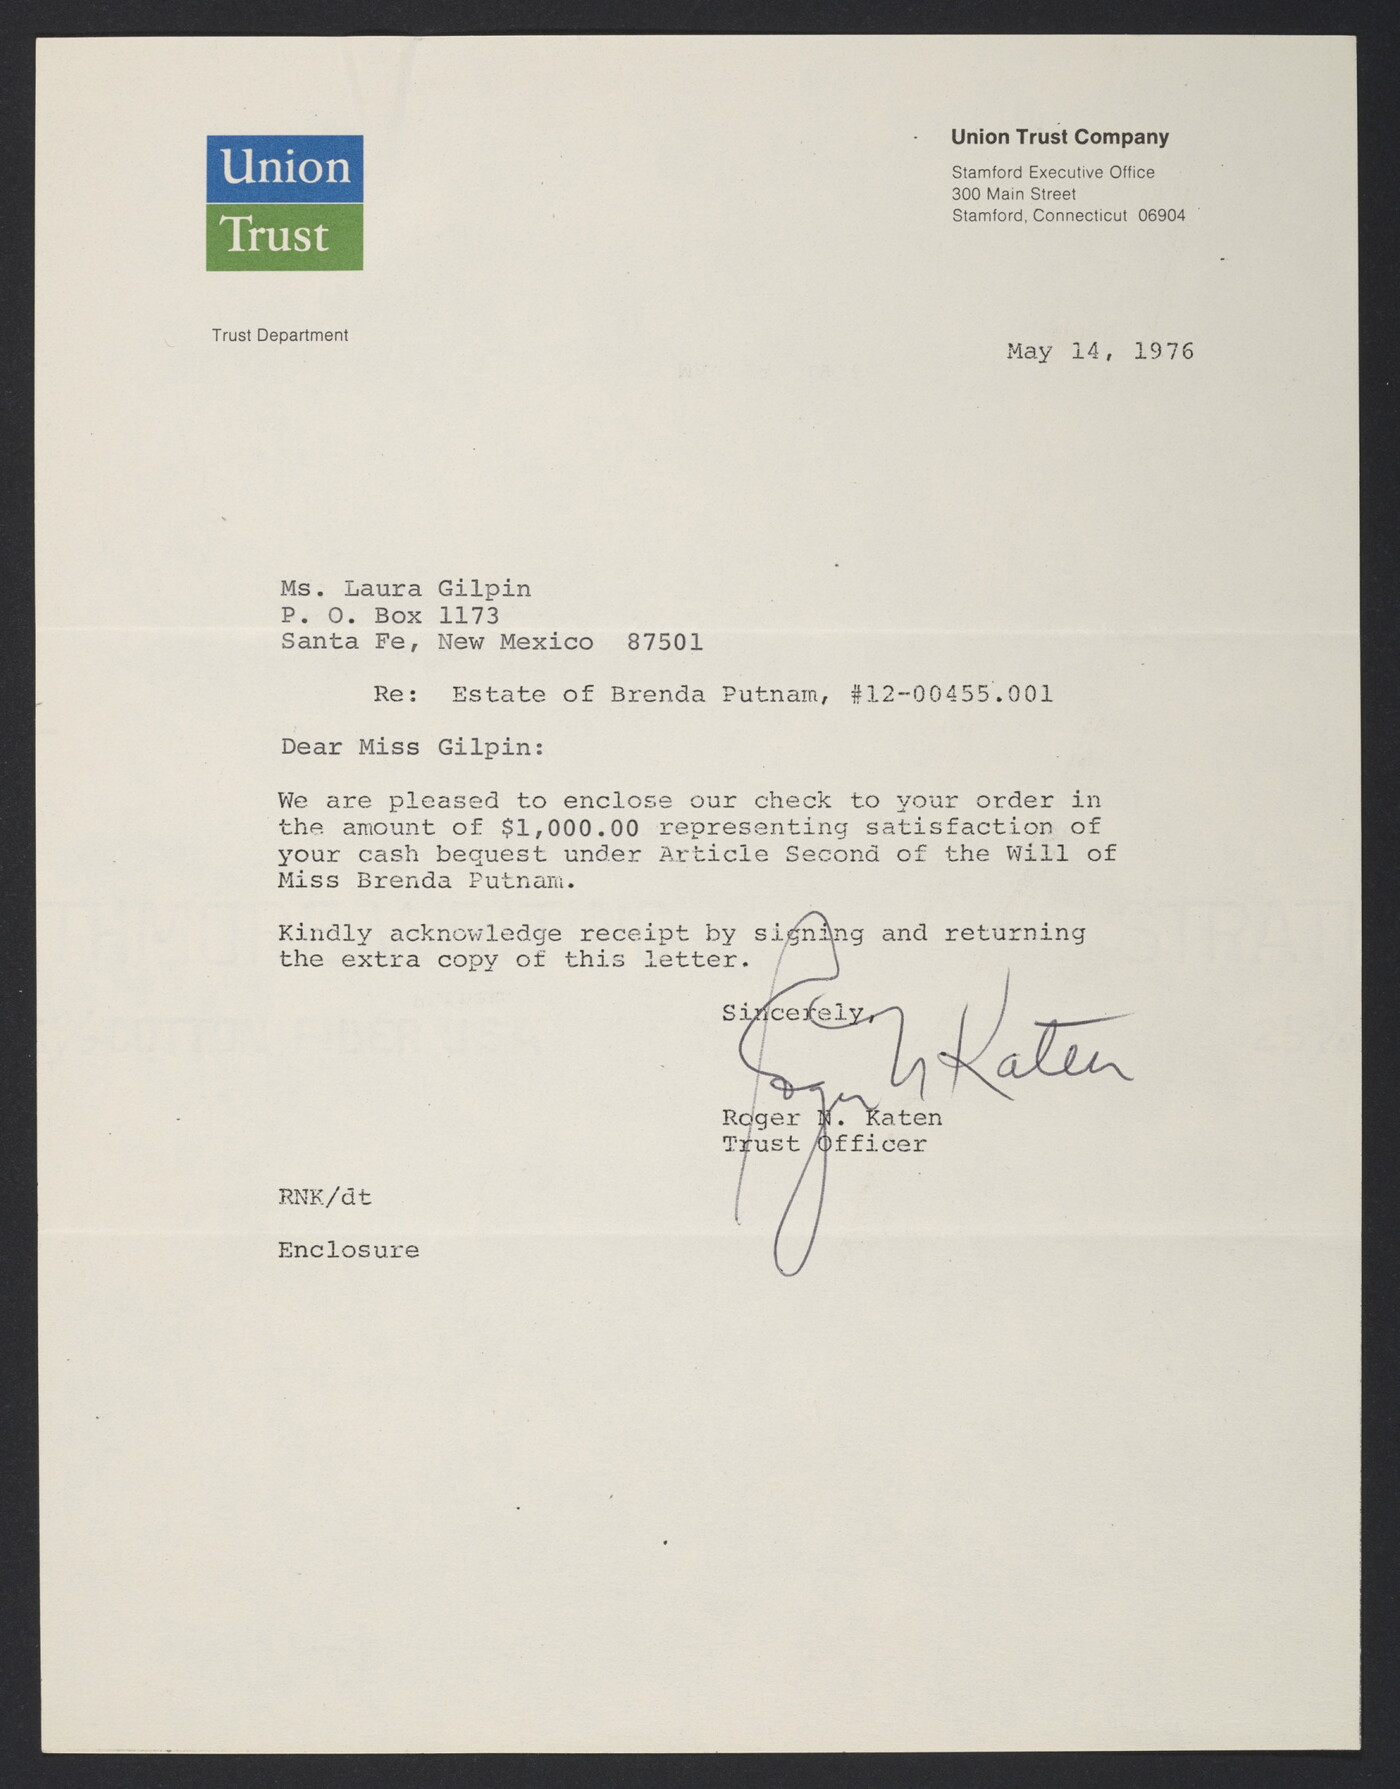 Union
Trust
Trust Department
Union Trust Company
Stamford Executive Office
300 Main Street
Stamford, Connecticut 06904
May 14, 1976
Ms. Laura Gilpin
P. O. Box 1173
Santa Fe, New Mexico 87501
Re: Estate of Brenda Putnam, #12-00455.001
Dear Miss Gilpin:
We are pleased to enclose our check to your order in
the amount of $1,000.00 representing satisfaction of
your cash bequest under Article Second of the Will of
Miss Brenda Putnam.
Kindly acknowledge receipt by signing and returning
the extra copy of this letter.
Sincerely,
Roger N Katen
Roger N. Katen
Trust Officer
RNK/dt
Enclosure